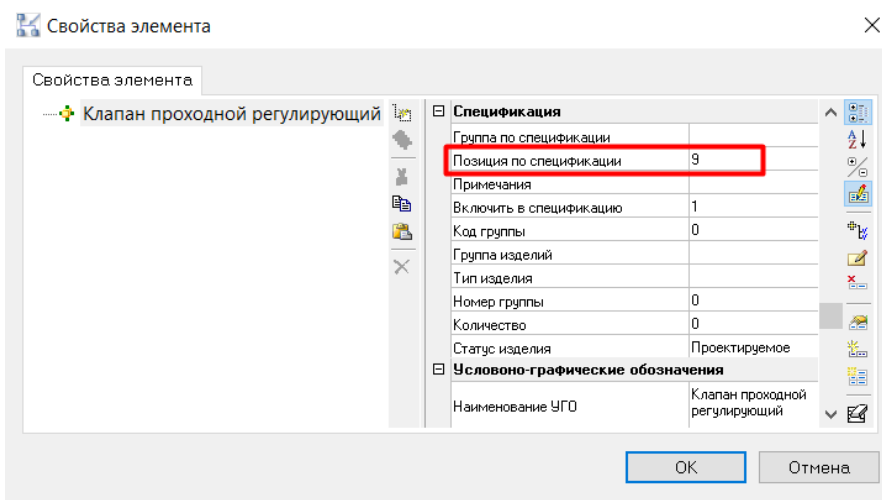 Свойства элемента
Свойства элемента
Клапан проходной регулирующий
Спецификация
Группа по спецификации
Позиция по спецификации 9
Примечания
Включить в спецификацию 1
Код группы 0
Группа изделий
Тип изделия
Номер группы 0
Количество 0
Статус изделия Проектируемое
Условоно-графические обозначения
Наименование УГО Клапан проходной
регулирующий
OK Отмена